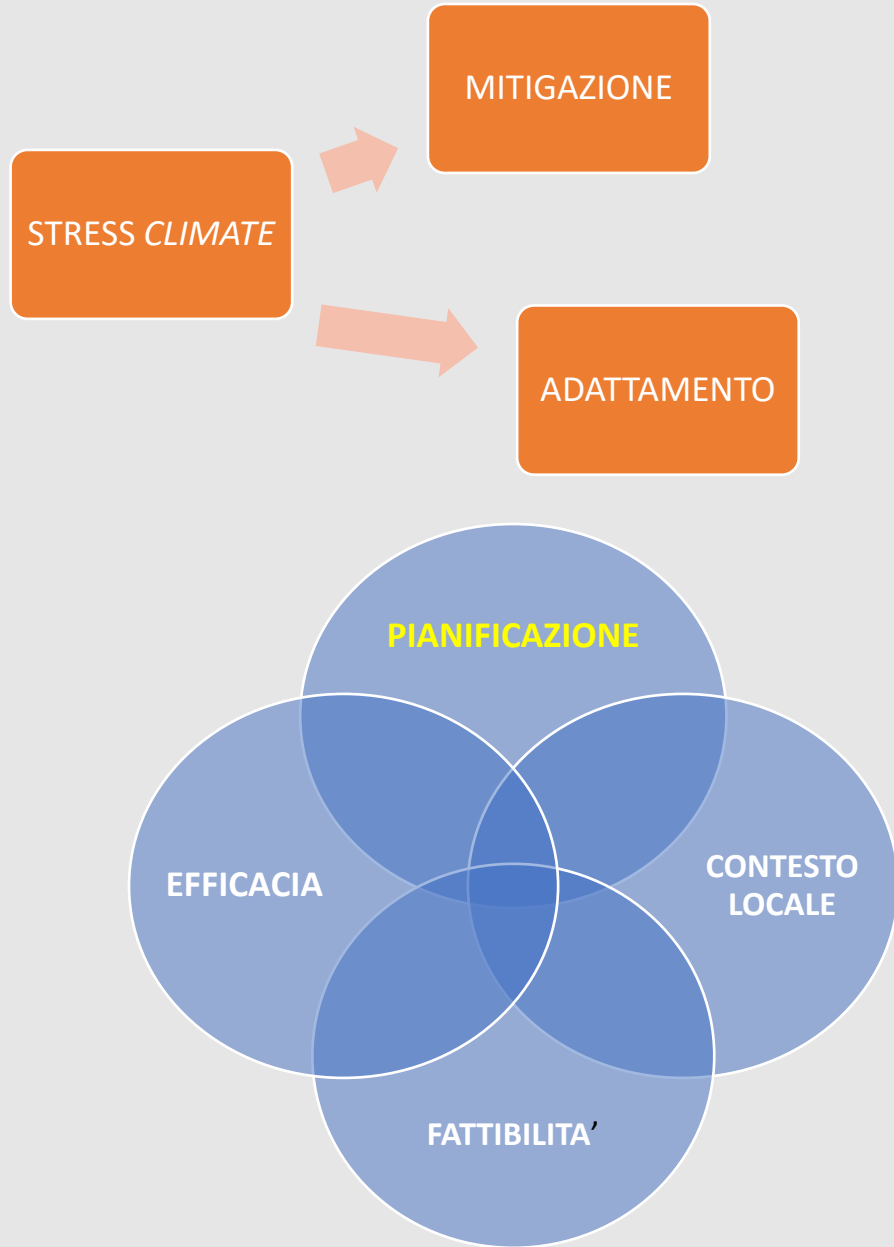 MITIGAZIONE
STRESS CLIMATE
ADATTAMENTO
PIANIFICAZIONE
EFFICACIA
CONTESTO
LOCALE
FATTIBILITA’